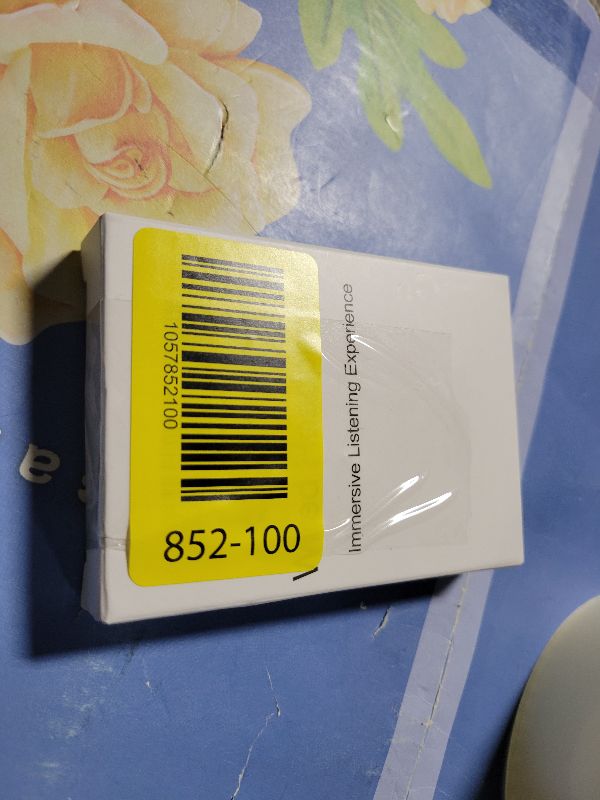 1057852100
852-100
Immersive Listening Experience
a